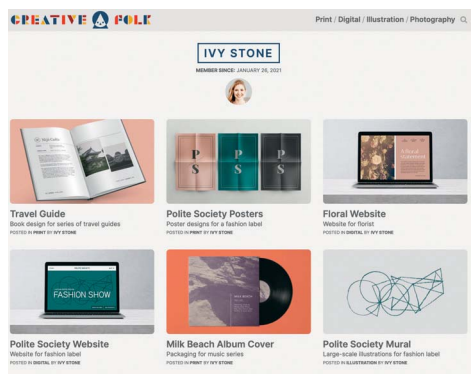 CREATIVE FOLK
Print / Digital / Illustration / Photography
IVY STONE
MEMBER SINCE: JANUARY 26, 2021
P P P
S S S
Travel Guide
Book design for series of travel guides
POSTED IN PRINT BY IVY STONE
Polite Society Posters
Poster designs for a fashion label
POSTED IN PRINT BY IVY STONE
Floral Website
Website for florist
POSTED IN DIGITAL BY IVY STONE
FASHION SHOW
Polite Society Website
Website for fashion label
POSTED IN DIGITAL BY IVY STONE
Milk Beach Album Cover
Packaging for music series
POSTED IN PRINT BY IVY STONE
Polite Society Mural
Large-scale illustrations for fashion label
POSTED IN ILLUSTRATION BY IVY STONE